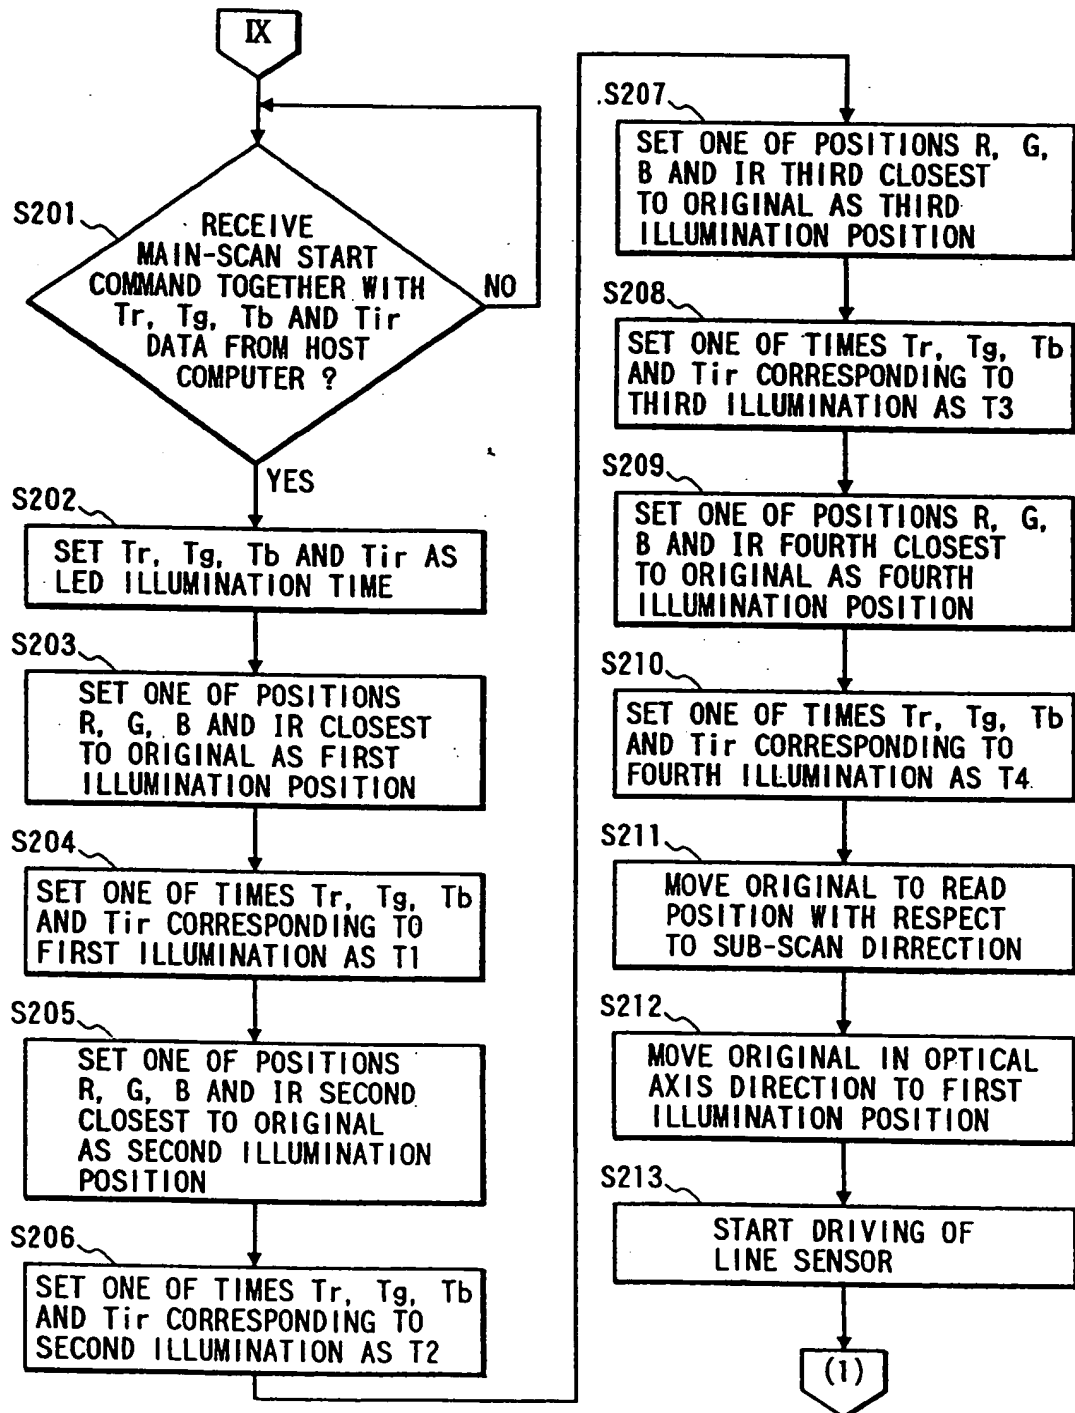 IX
S201
RECEIVE
MAIN-SCAN START
COMMAND TOGETHER WITH
Tr, Tg, Tb AND Tir
DATA FROM HOST
COMPUTER ?
NO
YES
S202
SET Tr, Tg, Tb AND Tir AS
LED ILLUMINATION TIME
S203
SET ONE OF POSITIONS
R, G, B AND IR CLOSEST
TO ORIGINAL AS FIRST
ILLUMINATION POSITION
S204
SET ONE OF TIMES Tr, Tg, Tb
AND Tir CORRESPONDING TO
FIRST ILLUMINATION AS T1
S205
SET ONE OF POSITIONS
R, G, B AND IR SECOND
CLOSEST TO ORIGINAL
AS SECOND ILLUMINATION
POSITION
S206
SET ONE OF TIMES Tr, Tg, Tb
AND Tir CORRESPONDING TO
SECOND ILLUMINATION AS T2
S207
SET ONE OF POSITIONS R, G,
B AND IR THIRD CLOSEST
TO ORIGINAL AS THIRD
ILLUMINATION POSITION
S208
SET ONE OF TIMES Tr, Tg, Tb
AND Tir CORRESPONDING TO
THIRD ILLUMINATION AS T3
S209
SET ONE OF POSITIONS R, G,
B AND IR FOURTH CLOSEST
TO ORIGINAL AS FOURTH
ILLUMINATION POSITION
S210
SET ONE OF TIMES Tr, Tg, Tb
AND Tir CORRESPONDING TO
FOURTH ILLUMINATION AS T4
S211
MOVE ORIGINAL TO READ
POSITION WITH RESPECT
TO SUB-SCAN DIRRECTION
S212
MOVE ORIGINAL IN OPTICAL
AXIS DIRECTION TO FIRST
ILLUMINATION POSITION
S213
START DRIVING OF
LINE SENSOR
(1)